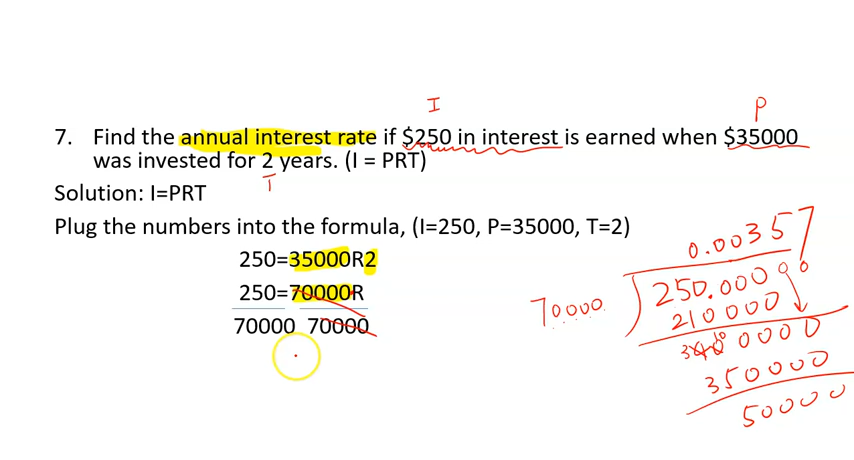 I
P
7. Find the annual interest rate if $250 in interest is earned when $35000
was invested for 2 years. (I = PRT)
T
Solution: I=PRT
Plug the numbers into the formula, (I=250, P=35000, T=2)
250=35000R2
250=70000R
70000 70000
0.00357
70000
250.00000
210000
0000
350000
50000